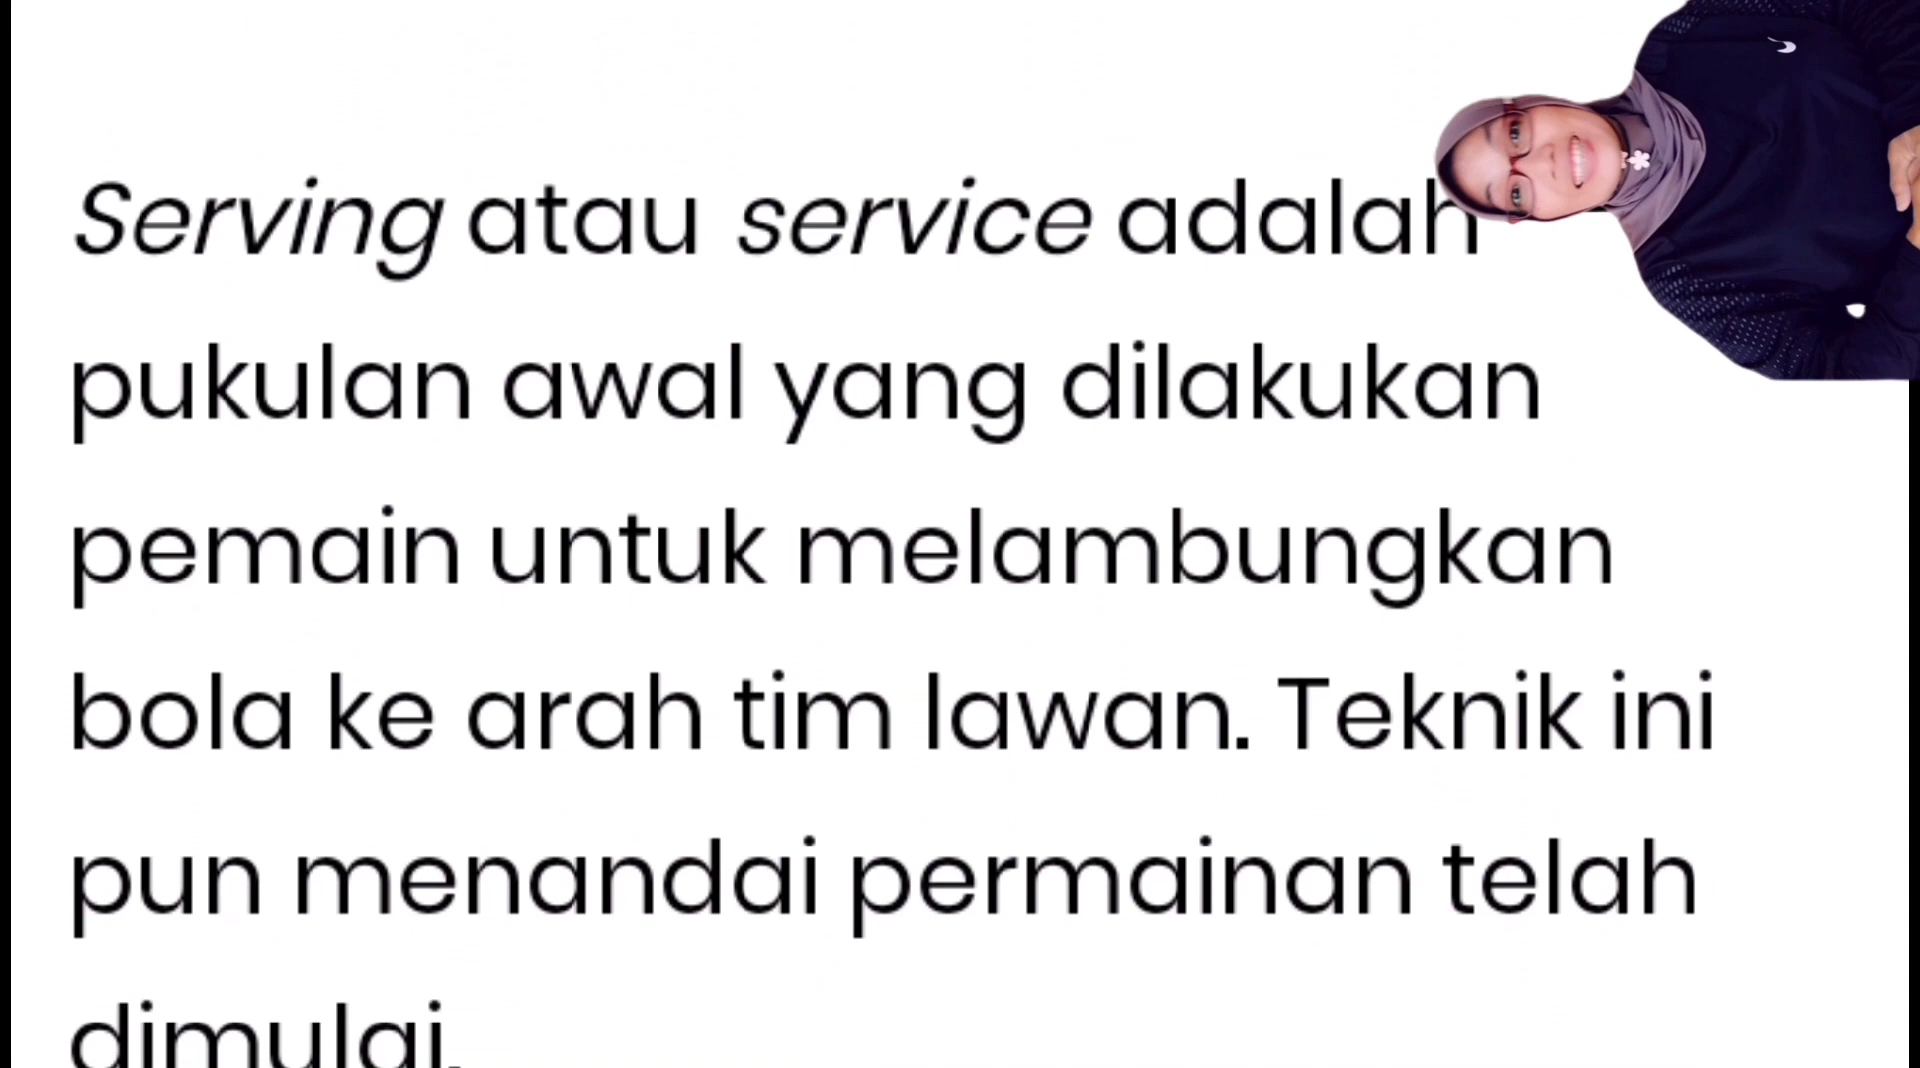 Serving atau service adalah
pukulan awal yang dilakukan
pemain untuk melambungkan
bola ke arah tim lawan. Teknik ini
pun menandai permainan telah
dimulai.